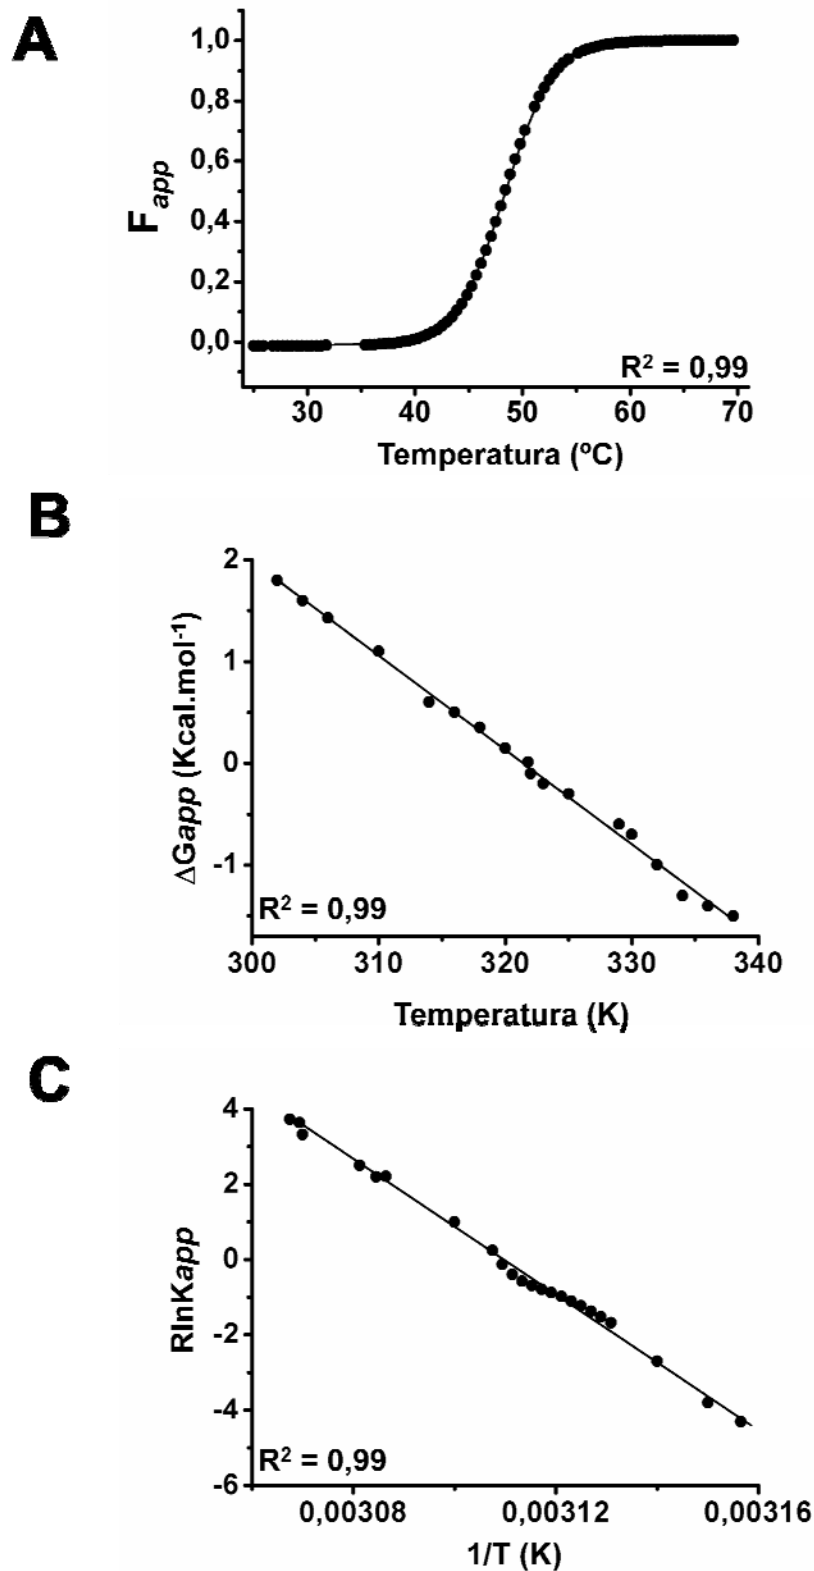 A
1,0
0,8
0,6
0,4
0,2
0,0
F app
R² = 0,99
30 40 50 60 70
Temperatura (ºC)
B
2
1
0
-1
ΔGapp (Kcal.mol⁻¹)
R² = 0,99
300 310 320 330 340
Temperatura (K)
C
4
2
0
-2
-4
-6
RlnKapp
R² = 0,99
0,00308 0,00312 0,00316
1/T (K)